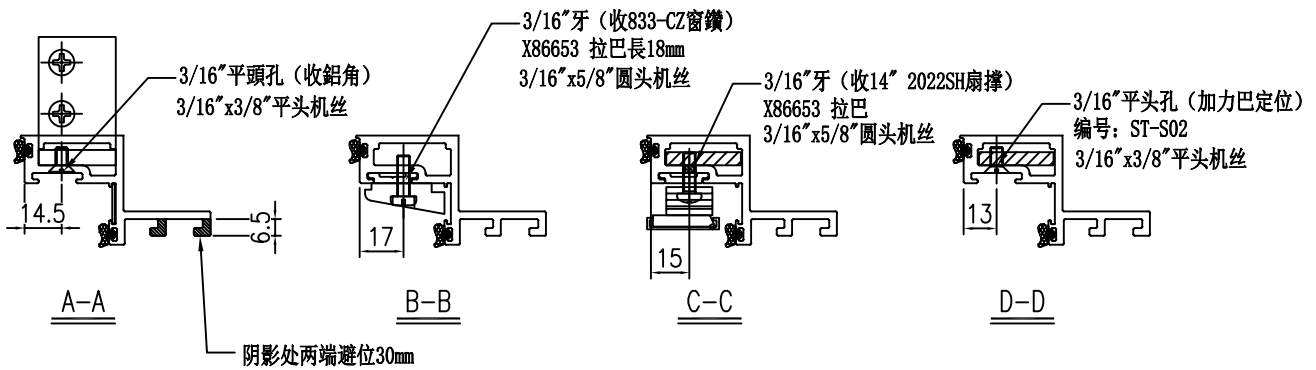 3/16"平頭孔（收鋁角）
3/16"x3/8"平头机丝
14.5
6.5
A-A
阴影处两端避位30mm
3/16"牙（收833-CZ窗鑽）
X86653 拉巴長18mm
3/16"x5/8"圆头机丝
17
B-B
3/16"牙（收14" 2022SH扇撑）
X86653 拉巴
3/16"x5/8"圆头机丝
15
C-C
3/16"平头孔（加力巴定位）
编号：ST-S02
3/16"x3/8"平头机丝
13
D-D